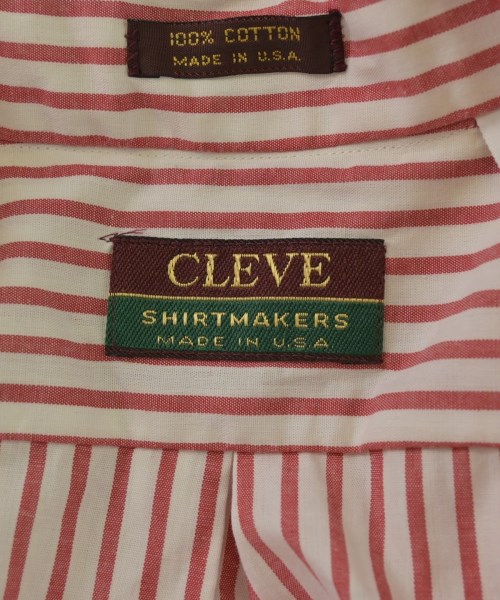 100% COTTON
MADE IN U.S.A.
CLEVE
SHIRTMAKERS
MADE IN U.S.A